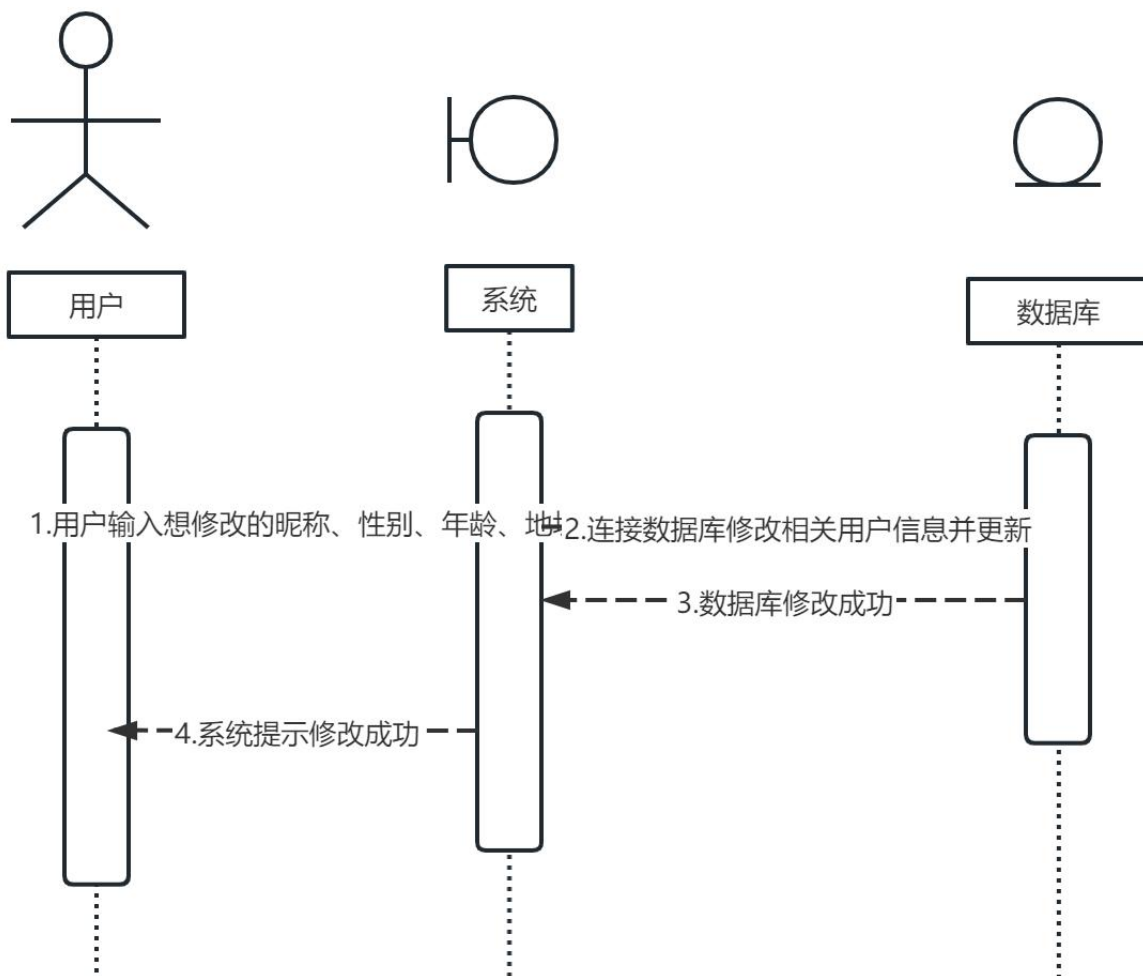 用户
系统
数据库
1.用户输入想修改的昵称、性别、年龄、地
2.连接数据库修改相关用户信息并更新
3.数据库修改成功
4.系统提示修改成功